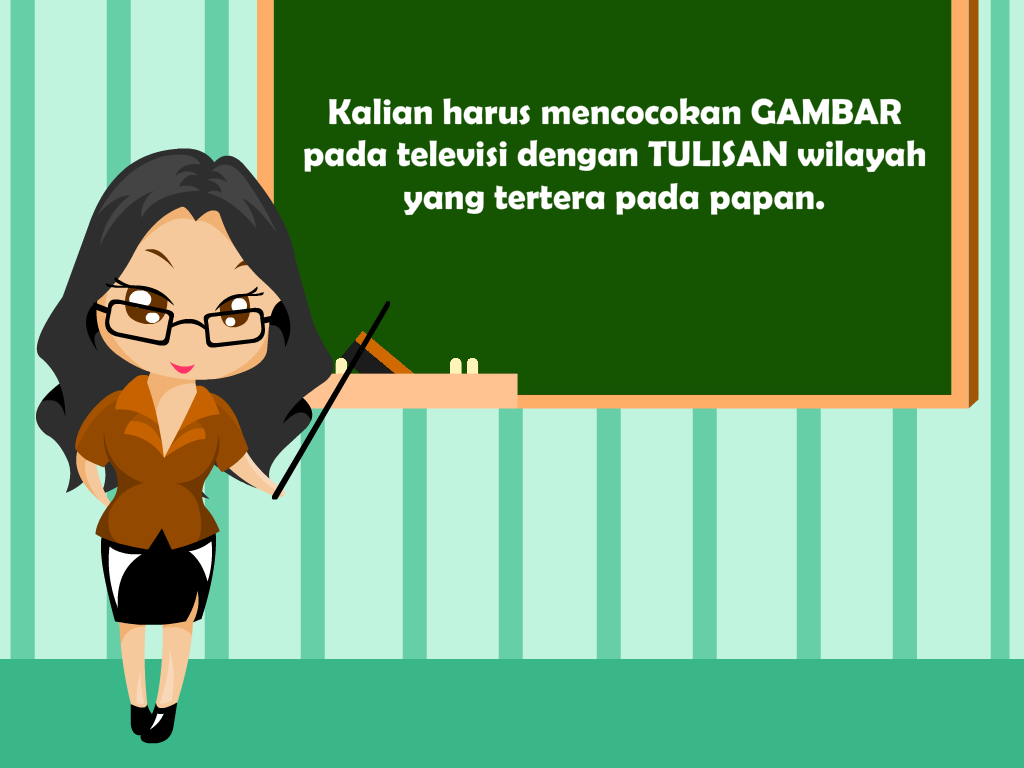 Kalian harus mencocokan GAMBAR
pada televisi dengan TULISAN wilayah
yang tertera pada papan.